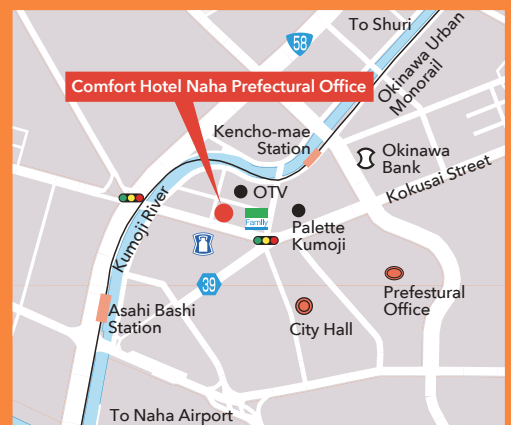 To Shuri
58
Okinawa Urban
Monorail
Comfort Hotel Naha Prefectural Office
Kencho-mae
Station
Okinawa
Bank
Kokusai Street
OTV
Family
Palette
Kumoji
Kumoji River
39
Prefestural
Office
City Hall
Asahi Bashi
Station
To Naha Airport